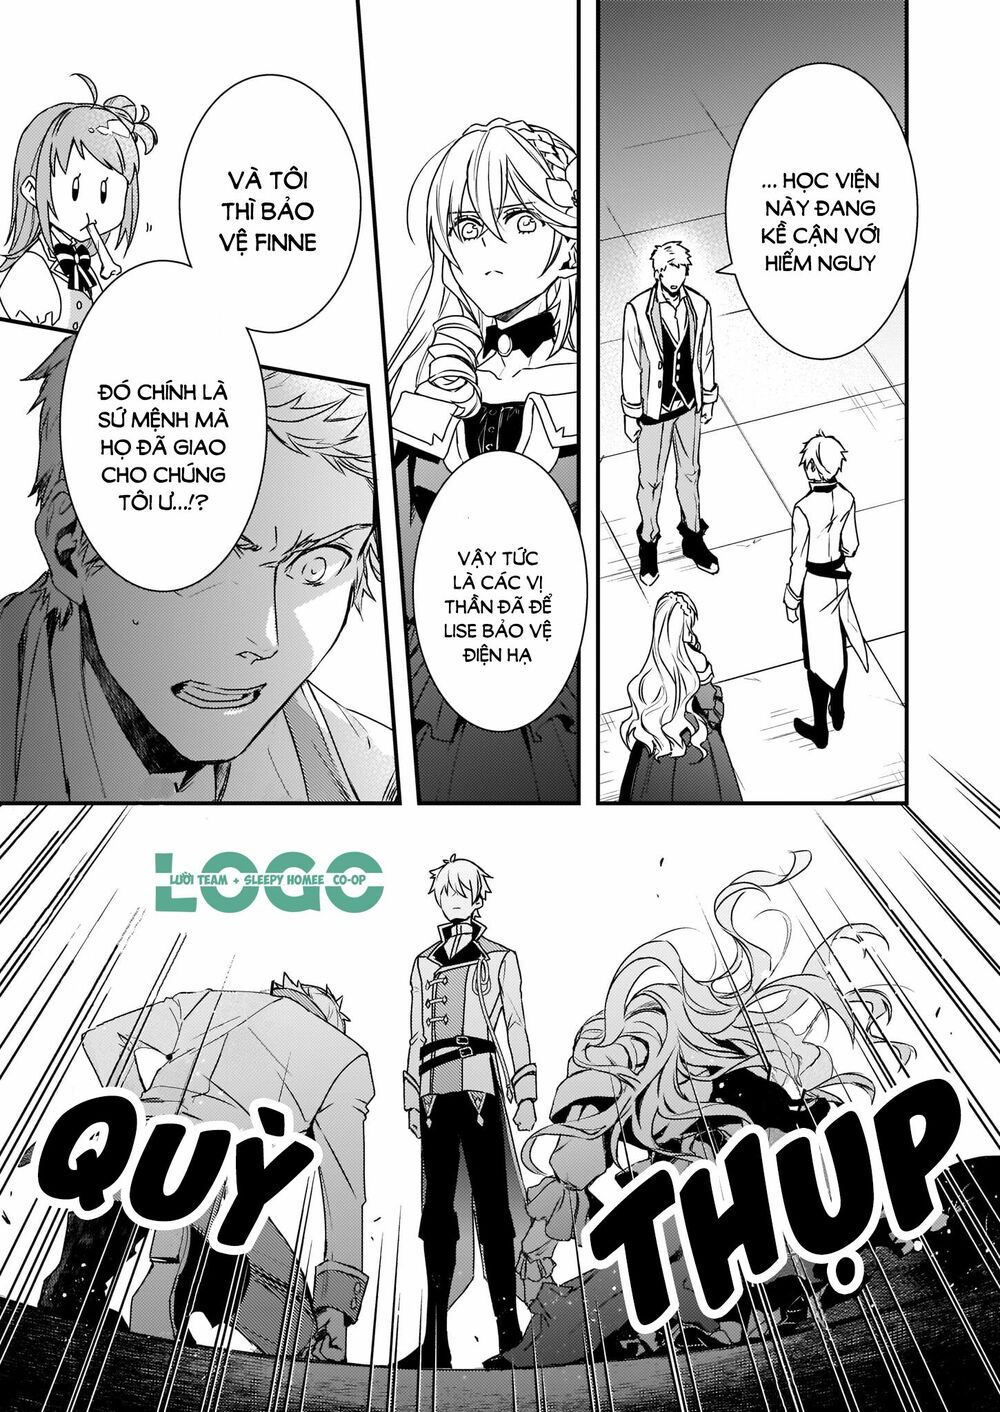 ... HỌC VIỆN
NÀY ĐANG
KỀ CẬN VỚI
HIỂM NGUY
VẬY TỨC
LÀ CÁC VỊ
THẦN ĐÃ ĐỂ
LISE BẢO VỆ
ĐIỆN HẠ
VÀ TÔI
THÌ BẢO
VỆ FINNE
ĐÓ CHÍNH LÀ
SỨ MỆNH MÀ
HỌ ĐÃ GIAO
CHO CHÚNG
TÔI Ư...!?
LOGO
LƯỜI TEAM + SLEEPY HOMEE CO-OP
QUỲ
THỤP